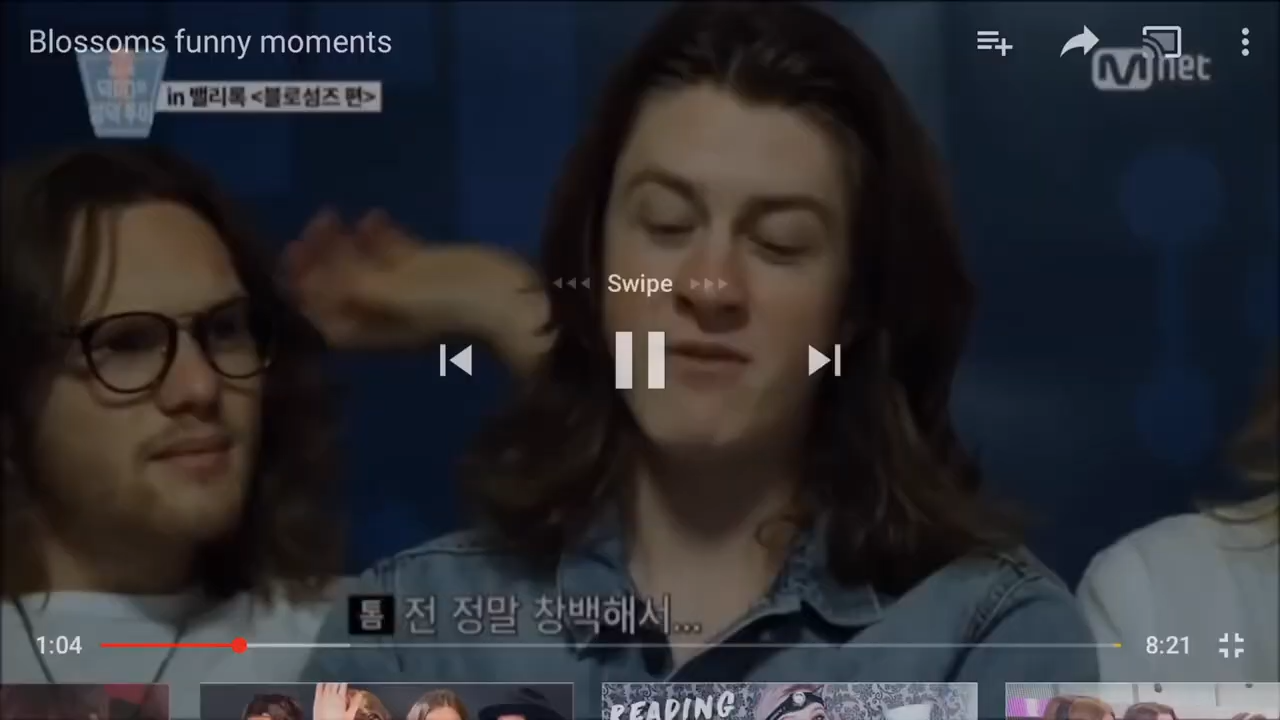 Blossoms funny moments
Mnet
in 밸리록 <블로섬즈 편>
Swipe
톰 전 정말 창백해서...
1:04
8:21
READING